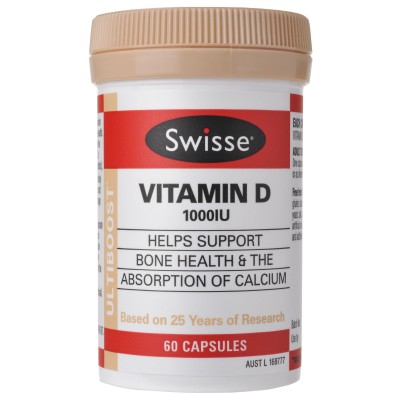 Swisse
ULTIBOOST
VITAMIN D
1000IU
HELPS SUPPORT
BONE HEALTH & THE
ABSORPTION OF CALCIUM
Based on 25 Years of Research
60 CAPSULES
AUST L 168777